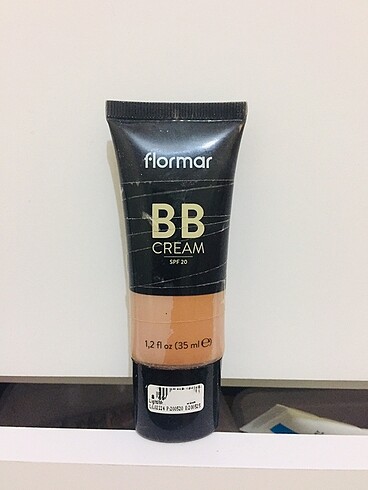 flormar
BB
CREAM
SPF 20
1,2 fl oz (35 ml ℮)